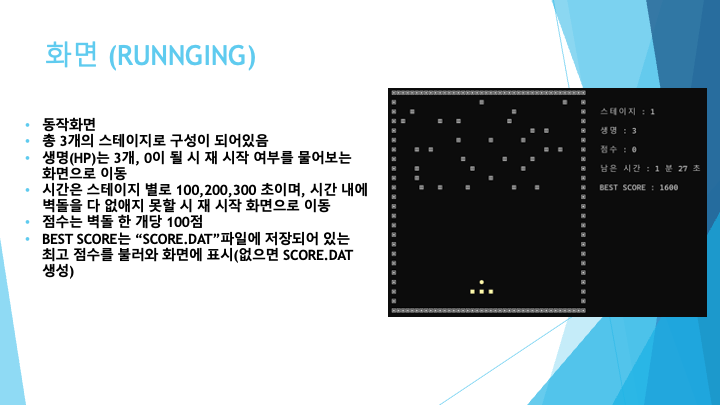 화면 (RUNNGING)
동작화면
총 3개의 스테이지로 구성이 되어있음
생명(HP)는 3개, 0이 될 시 재 시작 여부를 물어보는
화면으로 이동
시간은 스테이지 별로 100,200,300 초이며, 시간 내에
벽돌을 다 없애지 못할 시 재 시작 화면으로 이동
점수는 벽돌 한 개당 100점
BEST SCORE는 “SCORE.DAT”파일에 저장되어 있는
최고 점수를 불러와 화면에 표시(없으면 SCORE.DAT
생성)
스테이지 : 1
생명 : 3
점수 : 0
남은 시간 : 1 분 27 초
BEST SCORE : 1600